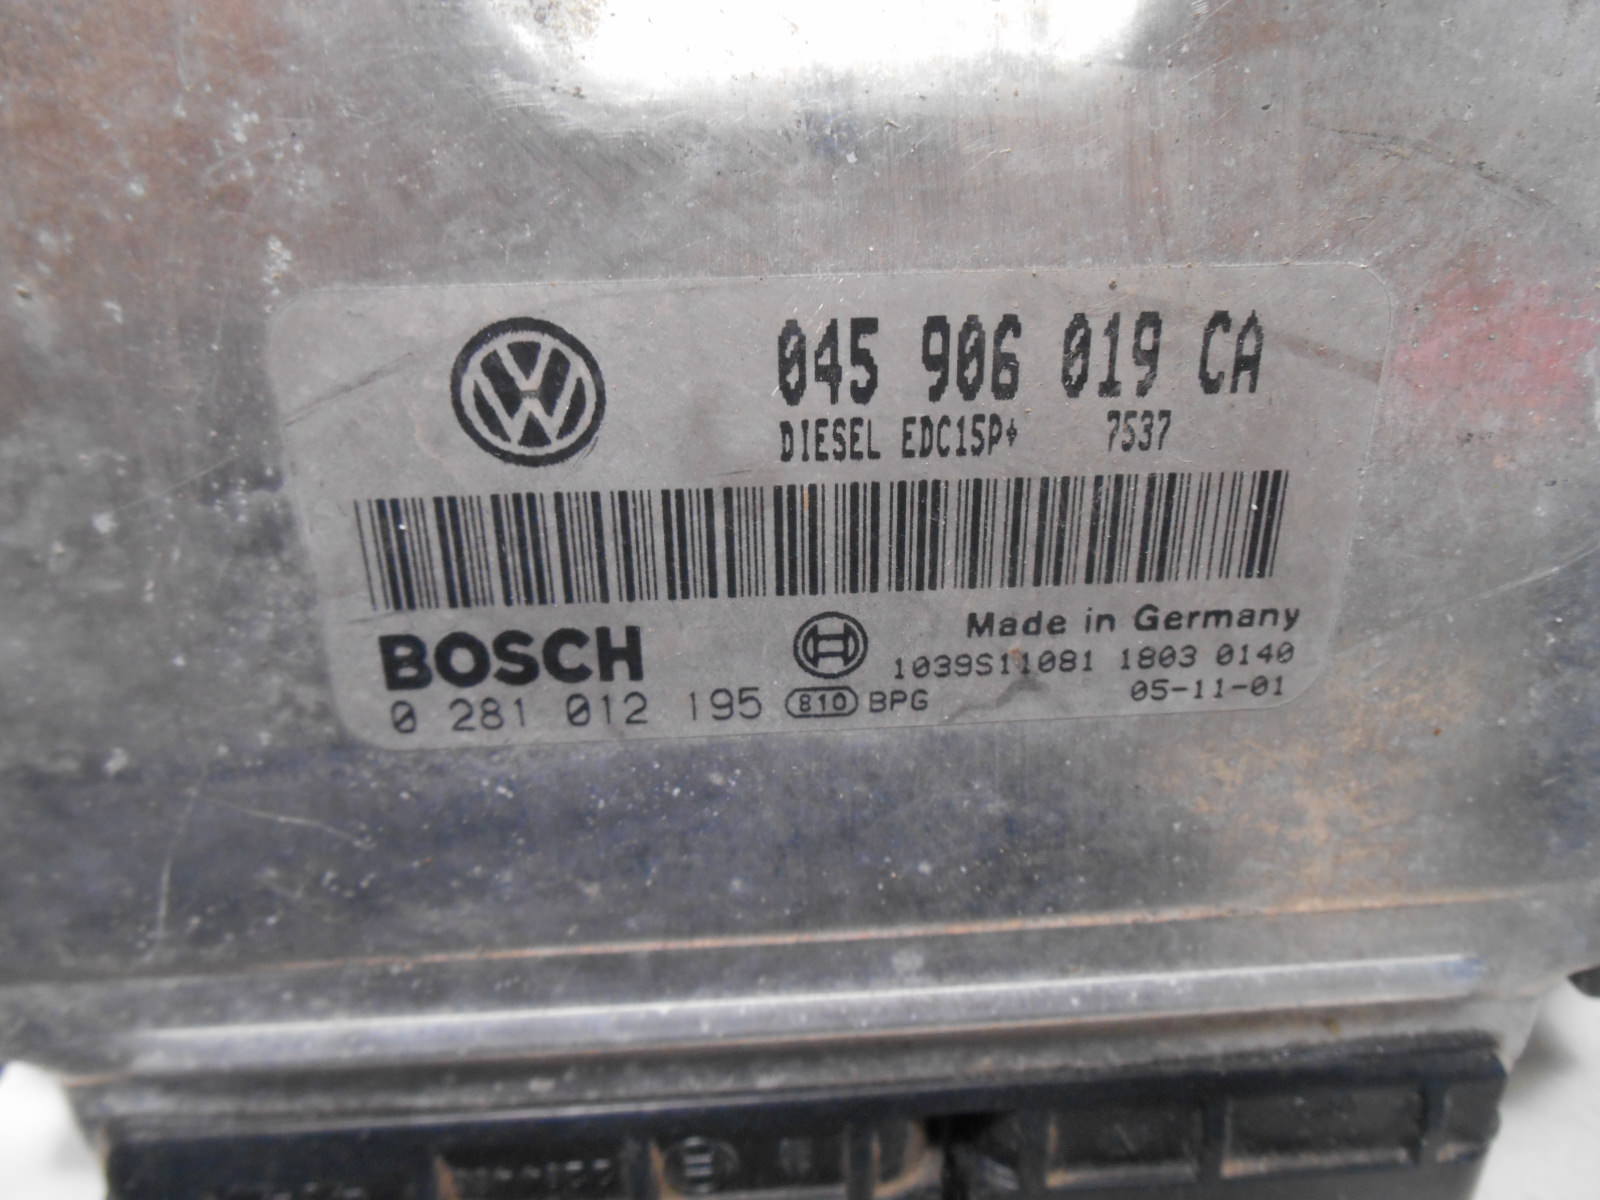 045 906 019 CA
DIESEL EDC15P+ 7537
BOSCH
Made in Germany
1039S11081 1803 0140
0 281 012 195 810 BPG 05-11-01